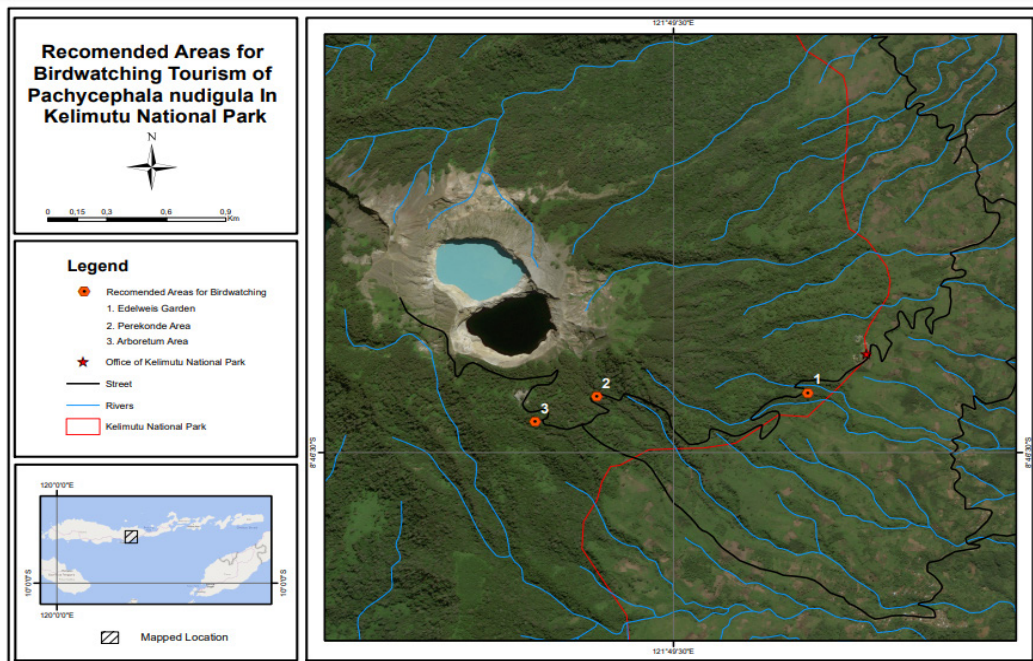 Recomended Areas for
Birdwatching Tourism of
Pachycephala nudigula In
Kelimutu National Park
N
0 0,15 0,3 0,6 0,9
Km
Legend
Recomended Areas for Birdwatching
1. Edelweis Garden
2. Perekonde Area
3. Arboretum Area
Office of Kelimutu National Park
Street
Rivers
Kelimutu National Park
120°0'0"E
10°0'0"S
10°0'0"S
120°0'0"E
Mapped Location
121°49'30"E
8°46'30"S
8°46'30"S
1
2
3
121°49'30"E